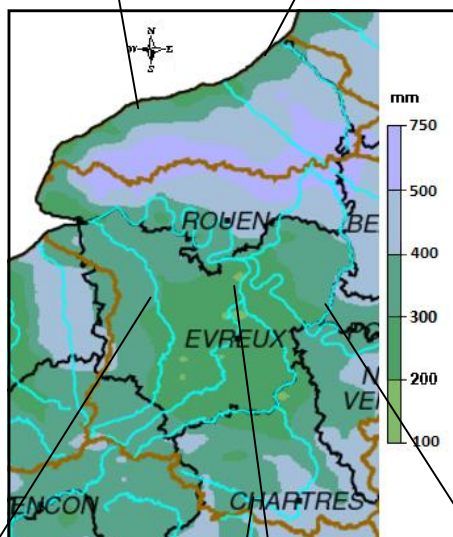 N
W E
S
mm
750
500
400
300
200
100
ROUEN
BE
EVREUX
N
VE
ENCON
CHARTRES